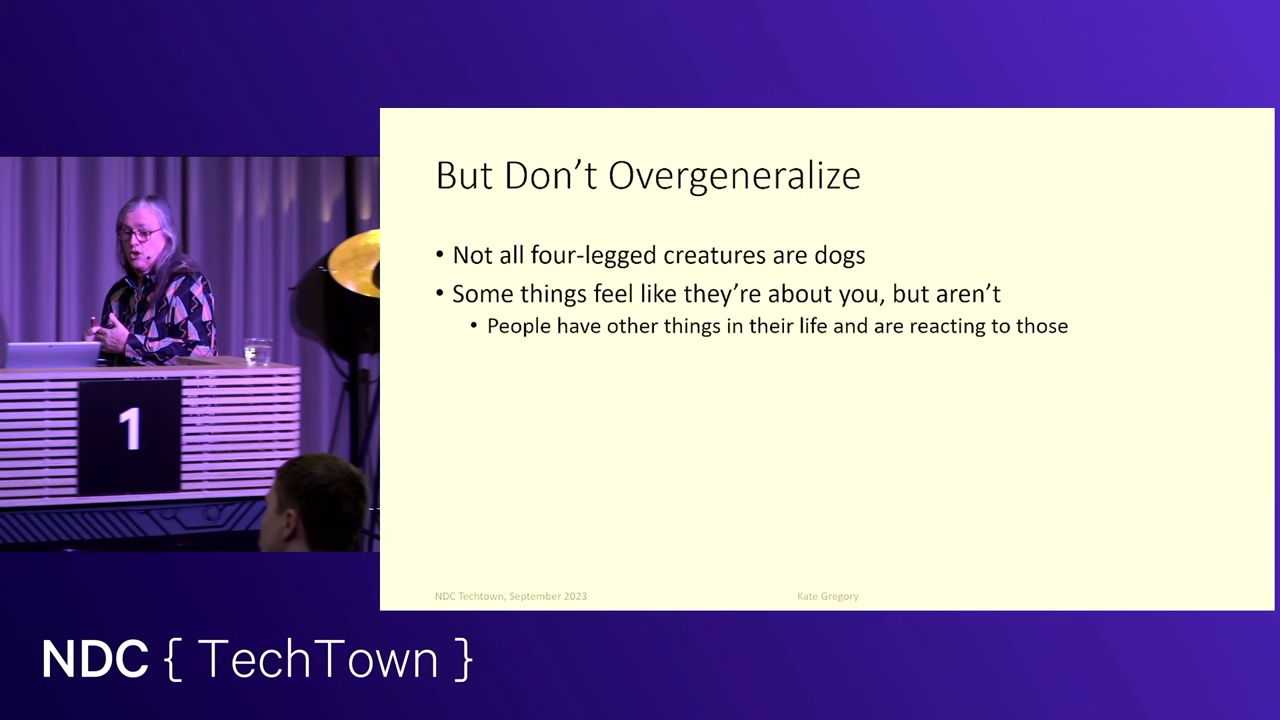 But Don’t Overgeneralize
• Not all four-legged creatures are dogs
• Some things feel like they’re about you, but aren’t
• People have other things in their life and are reacting to those
NDC Techtown, September 2023
Kate Gregory
1
NDC { TechTown }